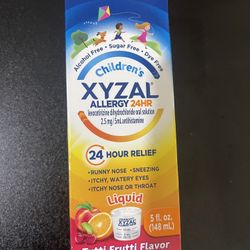 Alcohol Free • Sugar Free • Dye Free
Children's
XYZAL
ALLERGY 24HR
levocetirizine dihydrochloride oral solution
2.5 mg/5mL antihistamine
24 HOUR RELIEF
• RUNNY NOSE • SNEEZING
• ITCHY, WATERY EYES
• ITCHY NOSE OR THROAT
Liquid
XYZAL
5 fl. oz.
(148 mL)
Tutti Frutti Flavor